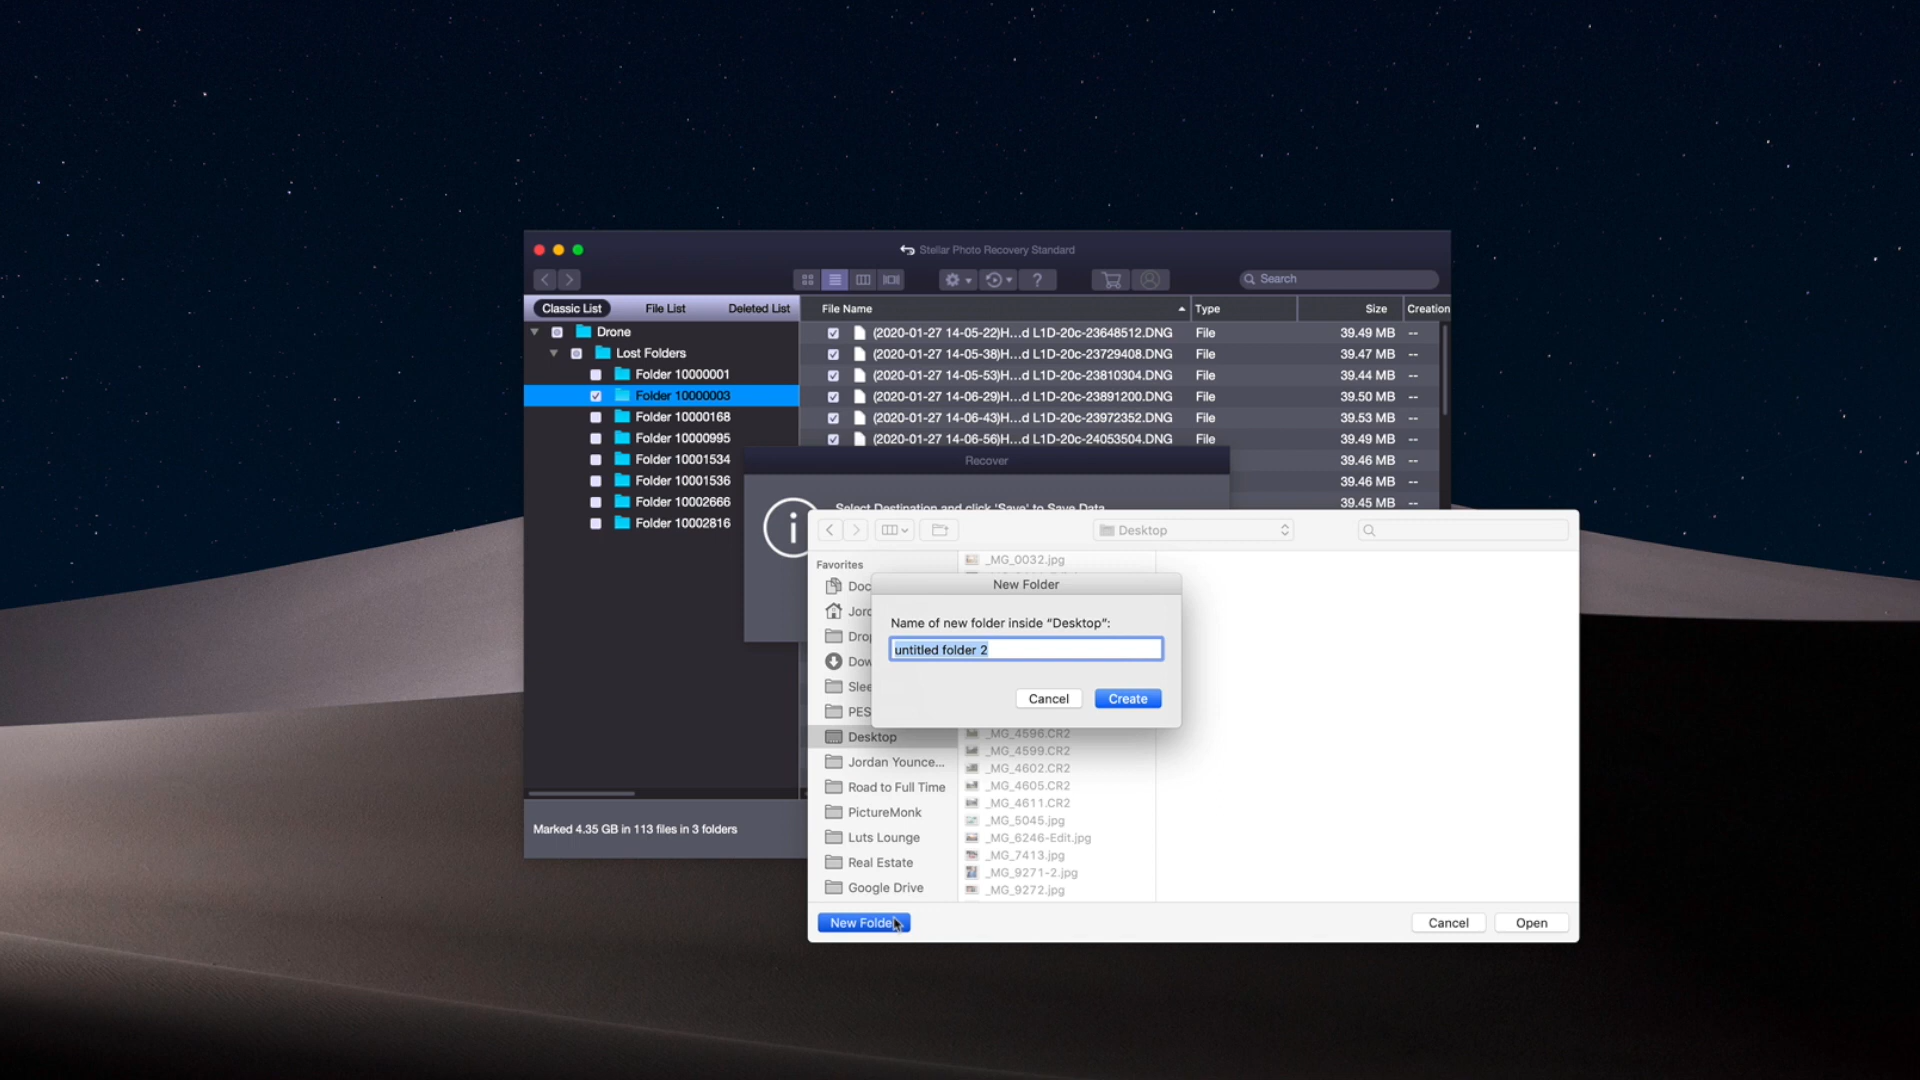 Stellar Photo Recovery Standard
Search
Classic List File List Deleted List File Name Type Size Creation
Drone
Lost Folders
Folder 10000001
Folder 10000003
Folder 10000168
Folder 10000995
Folder 10001534
Folder 10001536
Folder 10002666
Folder 10002816
(2020-01-27 14-05-22)H...d L1D-20c-23648512.DNG File 39.49 MB --
(2020-01-27 14-05-38)H...d L1D-20c-23729408.DNG File 39.47 MB --
(2020-01-27 14-05-53)H...d L1D-20c-23810304.DNG File 39.44 MB --
(2020-01-27 14-06-29)H...d L1D-20c-23891200.DNG File 39.50 MB --
(2020-01-27 14-06-43)H...d L1D-20c-23972352.DNG File 39.53 MB --
(2020-01-27 14-06-56)H...d L1D-20c-24053504.DNG File 39.49 MB --
39.46 MB --
39.46 MB --
39.45 MB --
Recover
Select Destination and click 'Save' to Save Data
Desktop
Favorites
Doc
Jord
Drop
Dow
Slee
PES
Desktop
Jordan Younce...
Road to Full Time
PictureMonk
Luts Lounge
Real Estate
Google Drive
_MG_0032.jpg
New Folder
Name of new folder inside “Desktop”:
untitled folder 2
Cancel Create
_MG_4596.CR2
_MG_4599.CR2
_MG_4602.CR2
_MG_4605.CR2
_MG_4611.CR2
_MG_5045.jpg
_MG_6246-Edit.jpg
_MG_7413.jpg
_MG_9271-2.jpg
_MG_9272.jpg
Marked 4.35 GB in 113 files in 3 folders
New Folder Cancel Open